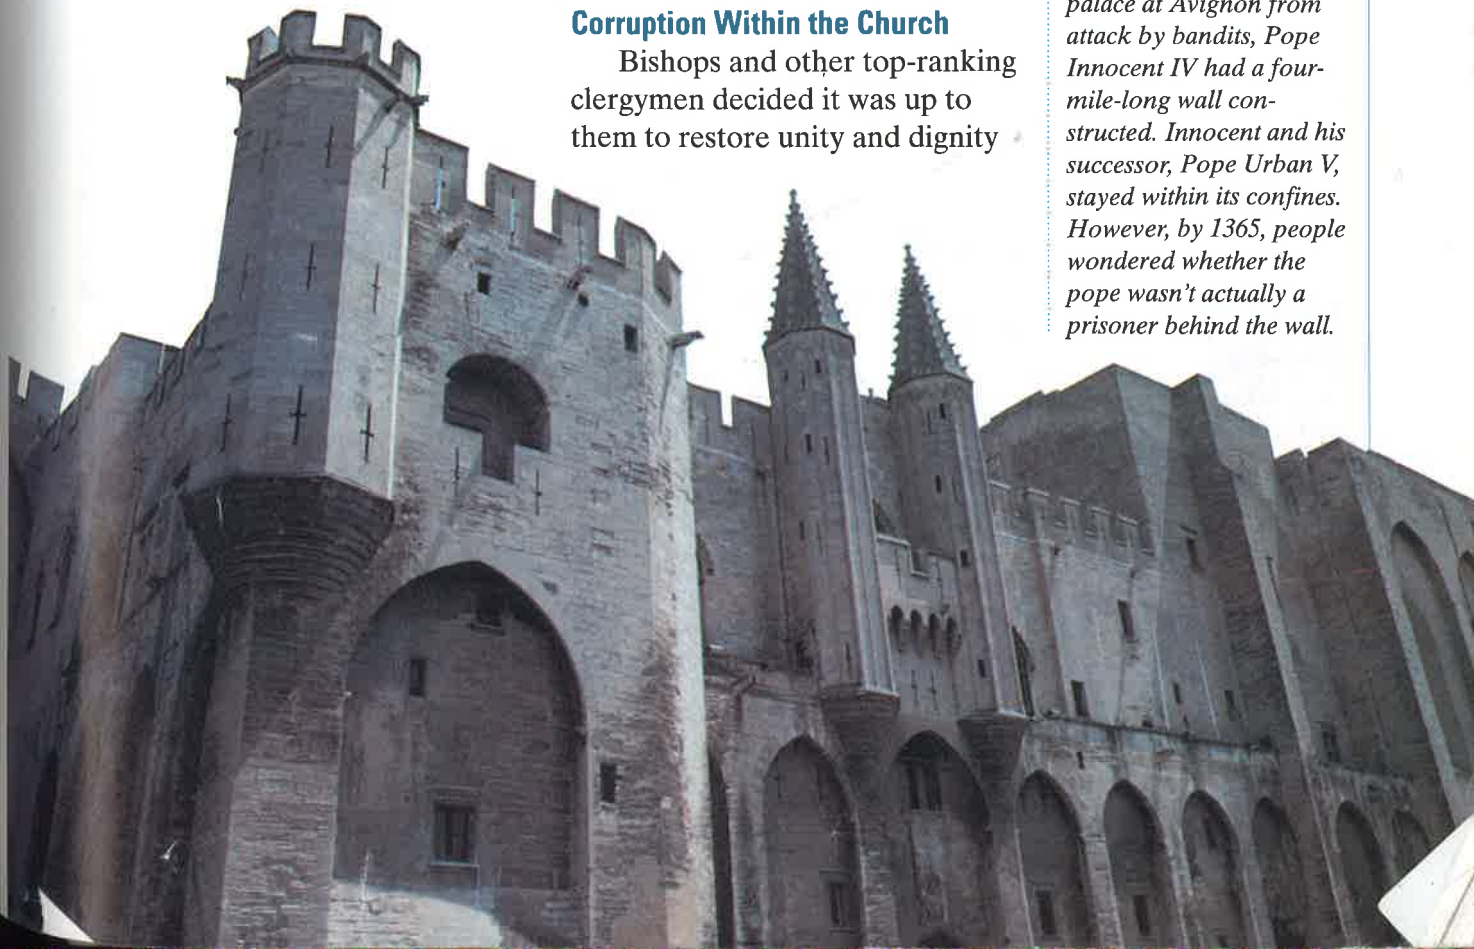 Corruption Within the Church
Bishops and other top-ranking
clergymen decided it was up to
them to restore unity and dignity
palace at Avignon from
attack by bandits, Pope
Innocent IV had a four-
mile-long wall con-
structed. Innocent and his
successor, Pope Urban V,
stayed within its confines.
However, by 1365, people
wondered whether the
pope wasn't actually a
prisoner behind the wall.